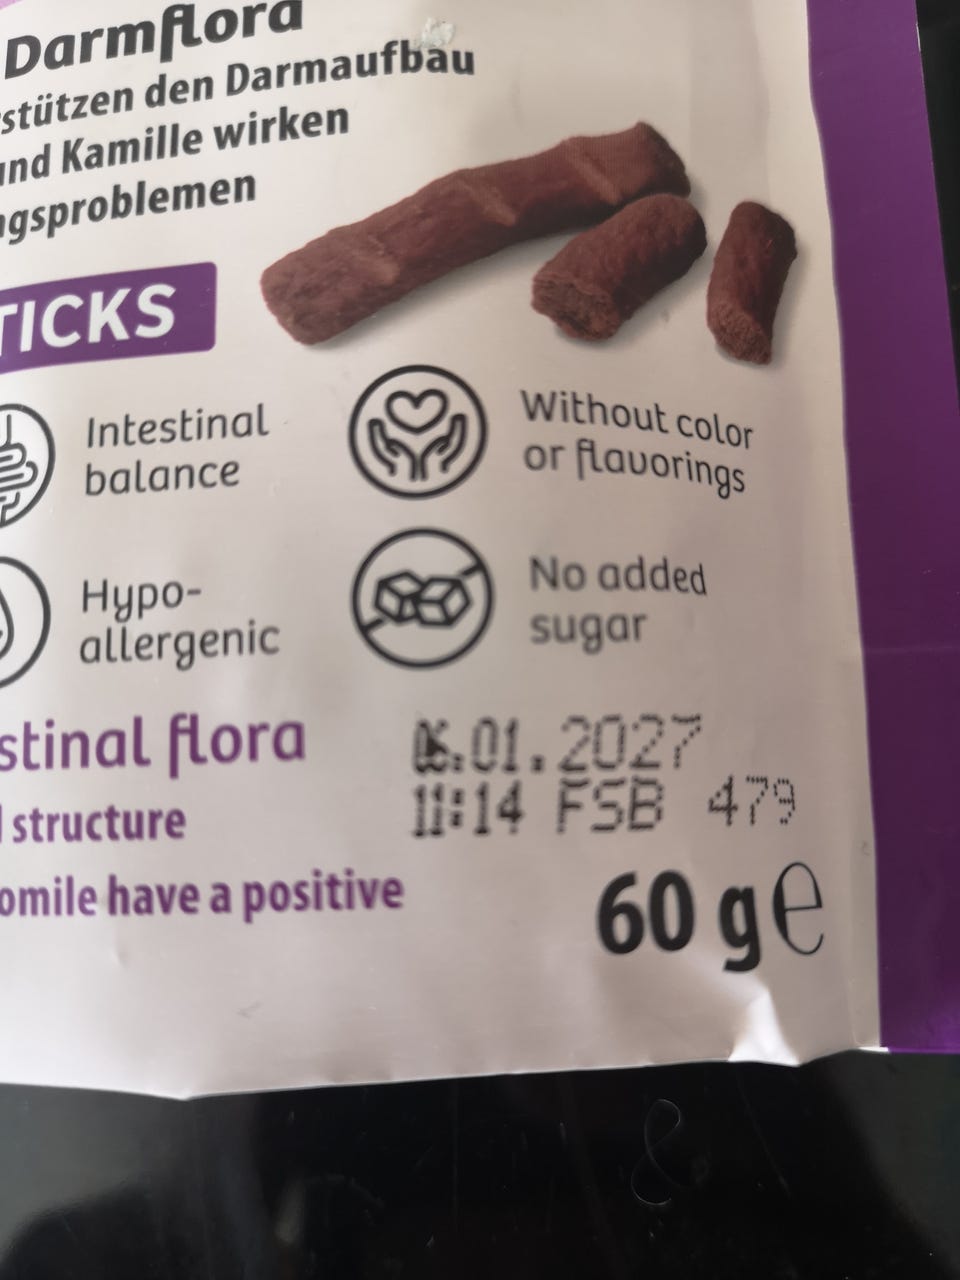 Darmflora
stützen den Darmaufbau
und Kamille wirken
gsproblemen
TICKS
Intestinal
balance
Without color
or flavorings
Hypo-
allergenic
No added
sugar
stinal flora
structure
omile have a positive
.01.2027
11:14 FSB 479
60 g e